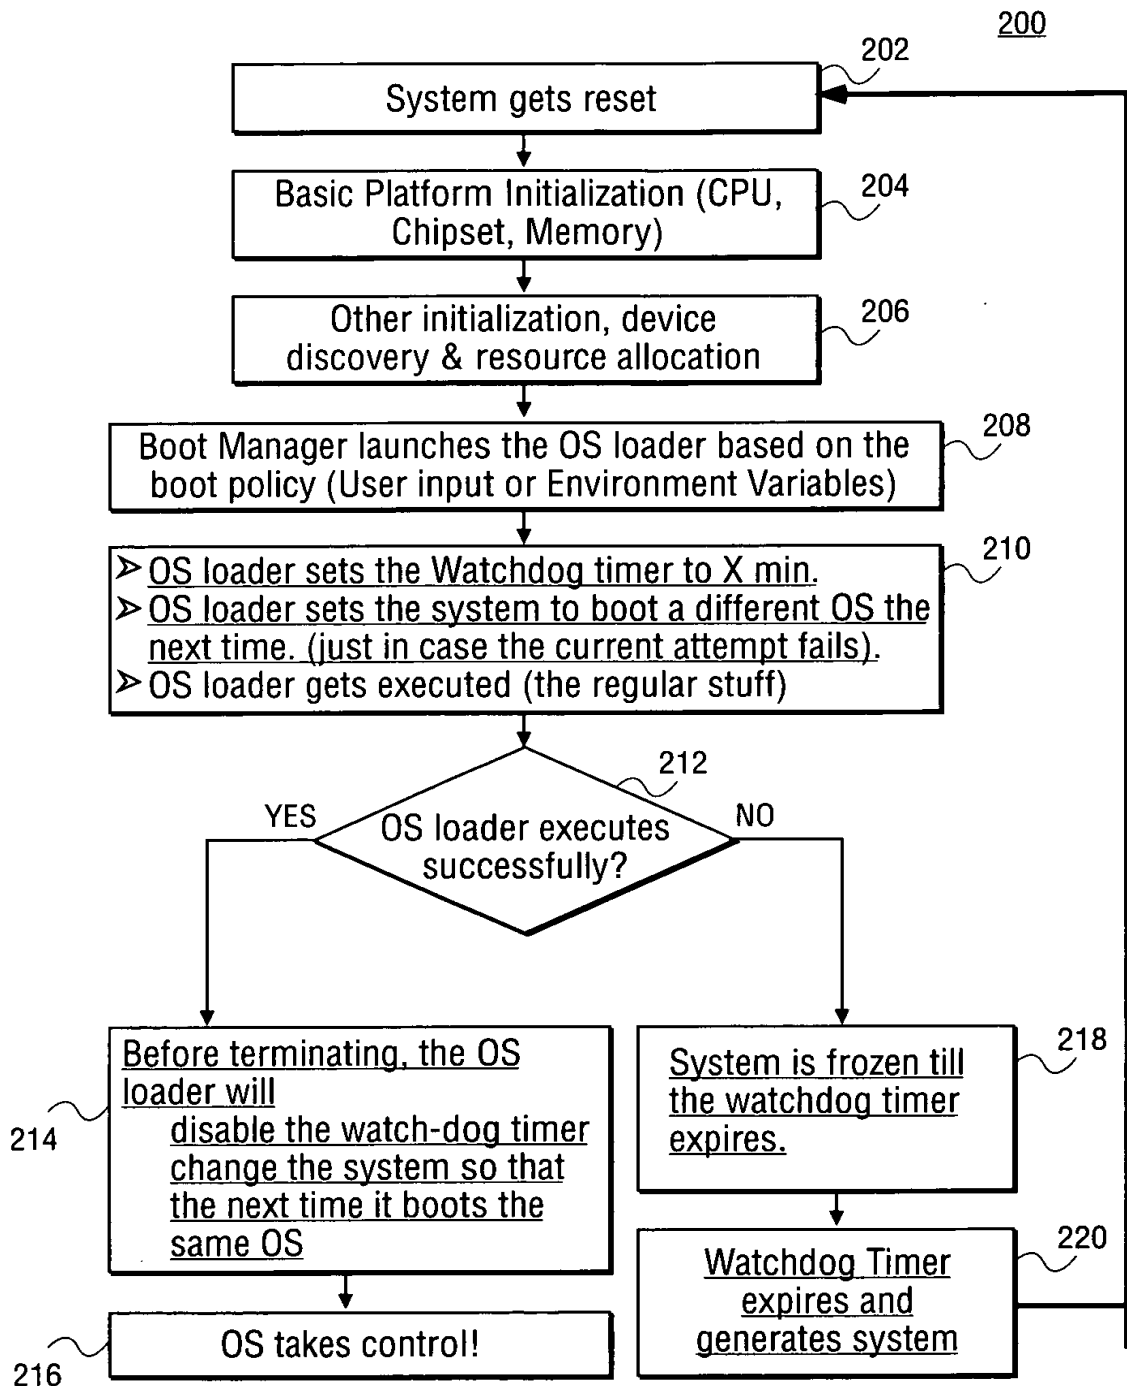 200
202
System gets reset
204
Basic Platform Initialization (CPU,
Chipset, Memory)
206
Other initialization, device
discovery & resource allocation
208
Boot Manager launches the OS loader based on the
boot policy (User input or Environment Variables)
210
OS loader sets the Watchdog timer to X min.
OS loader sets the system to boot a different OS the
next time. (just in case the current attempt fails).
OS loader gets executed (the regular stuff)
212
YES
NO
OS loader executes
successfully?
Before terminating, the OS
loader will
disable the watch-dog timer
change the system so that
the next time it boots the
same OS
214
System is frozen till
the watchdog timer
expires.
218
Watchdog Timer
expires and
generates system
220
OS takes control!
216